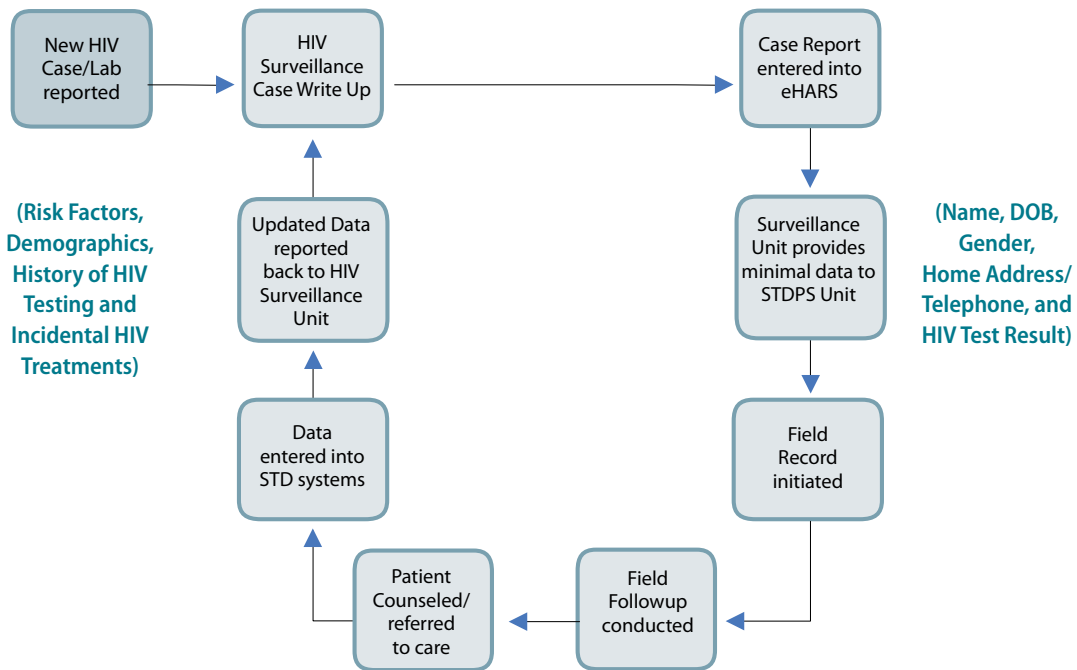 New HIV
Case/Lab
reported
HIV
Surveillance
Case Write Up
Case Report
entered into
eHARS
(Risk Factors,
Demographics,
History of HIV
Testing and
Incidental HIV
Treatments)
Updated Data
reported
back to HIV
Surveillance
Unit
Surveillance
Unit provides
minimal data to
STDPS Unit
(Name, DOB,
Gender,
Home Address/
Telephone, and
HIV Test Result)
Data
entered into
STD systems
Field
Record
initiated
Patient
Counseled/
referred
to care
Field
Followup
conducted